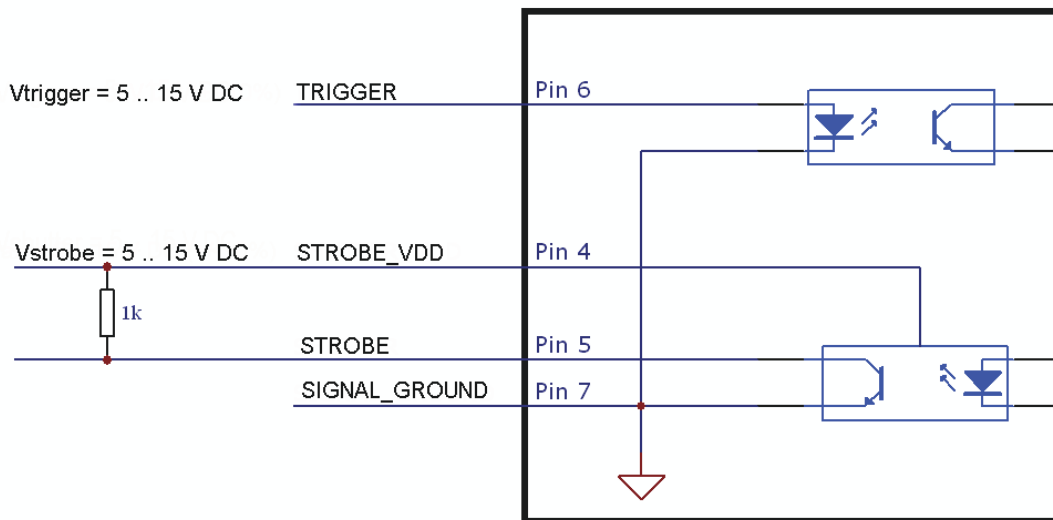 Vtrigger = 5 .. 15 V DC TRIGGER Pin 6
Vstrobe = 5 .. 15 V DC STROBE_VDD Pin 4
1k
STROBE Pin 5
SIGNAL_GROUND Pin 7